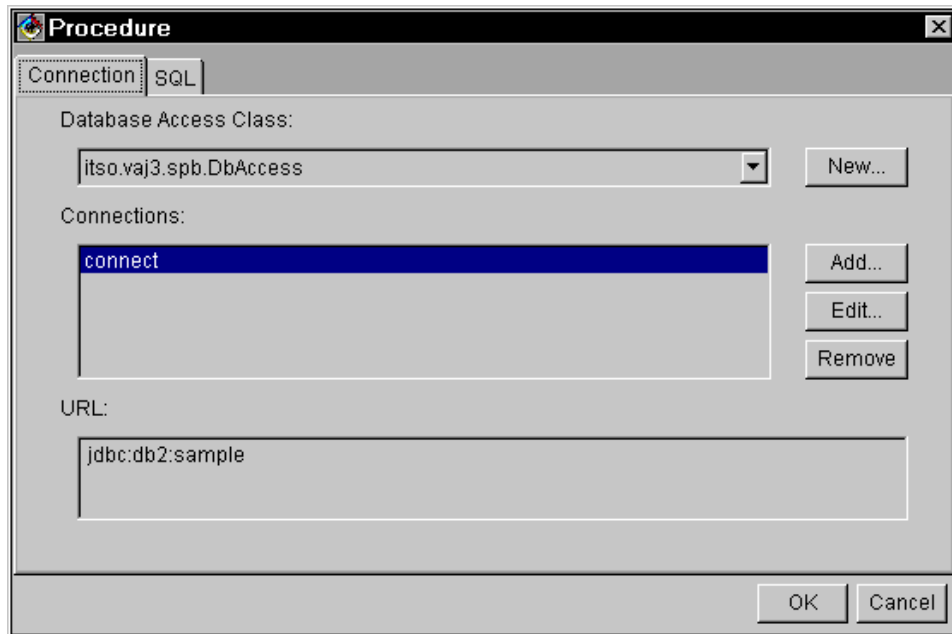 Procedure
Connection SQL
Database Access Class:
itso.vaj3.spb.DbAccess New...
Connections:
connect Add...
Edit...
Remove
URL:
jdbc:db2:sample
OK Cancel